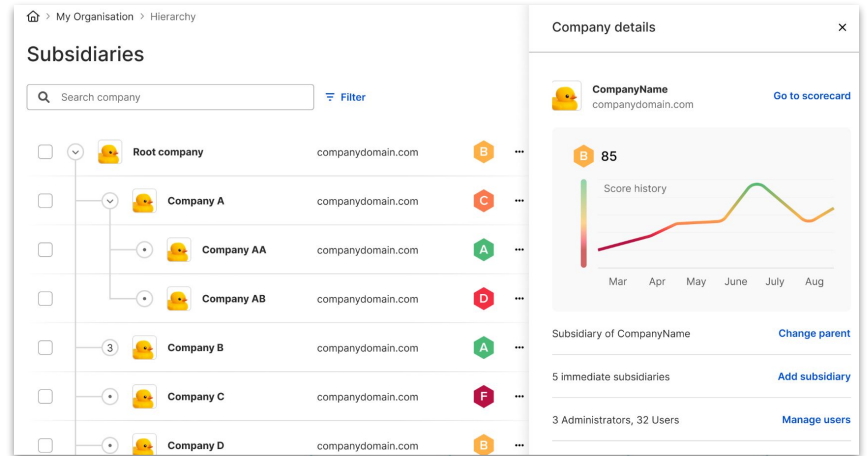 My Organisation > Hierarchy
Subsidiaries
Search company
Filter
Root company companydomain.com B
Company A companydomain.com C
Company AA companydomain.com A
Company AB companydomain.com D
3 Company B companydomain.com A
Company C companydomain.com F
Company D companydomain.com B
Company details
CompanyName
companydomain.com
Go to scorecard
B 85
Score history
Mar Apr May June July Aug
Subsidiary of CompanyName Change parent
5 immediate subsidiaries Add subsidiary
3 Administrators, 32 Users Manage users